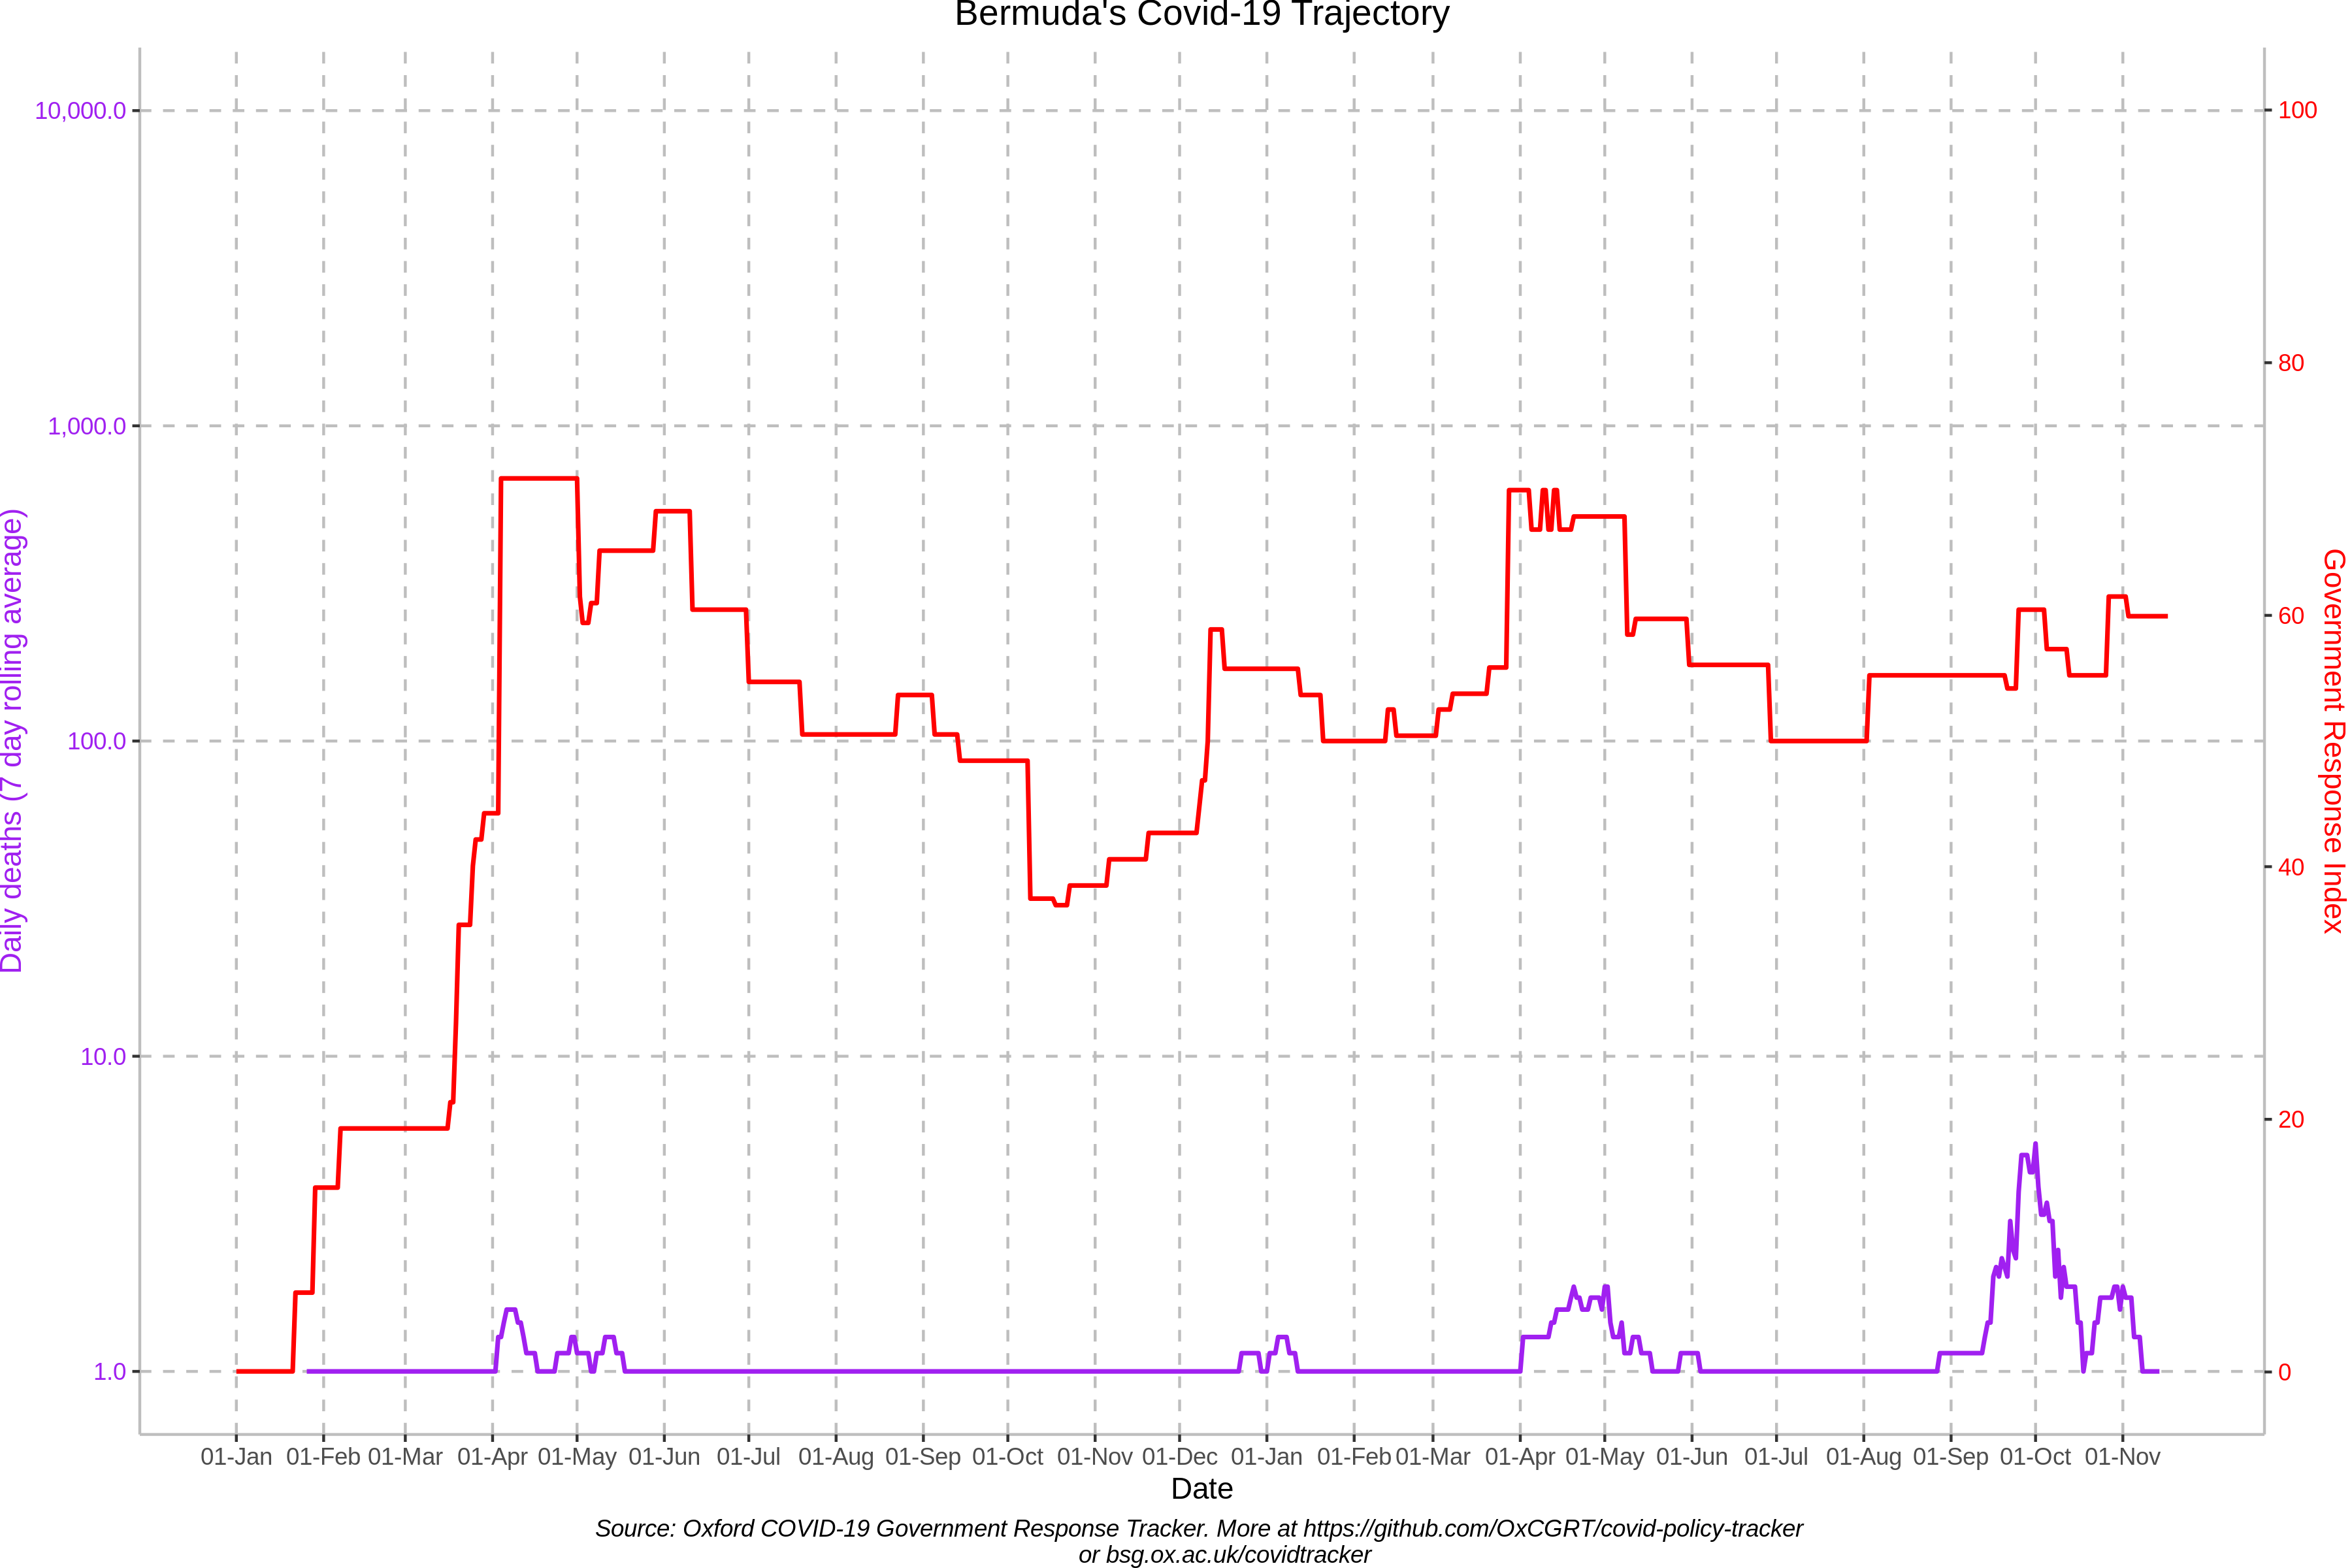 Bermuda's Covid-19 Trajectory
10,000.0
1,000.0
100.0
10.0
1.0
Daily deaths (7 day rolling average)
100
80
60
40
20
0
Government Response Index
01-Jan 01-Feb 01-Mar 01-Apr 01-May 01-Jun 01-Jul 01-Aug 01-Sep 01-Oct 01-Nov 01-Dec 01-Jan 01-Feb 01-Mar 01-Apr 01-May 01-Jun 01-Jul 01-Aug 01-Sep 01-Oct 01-Nov
Date
Source: Oxford COVID-19 Government Response Tracker. More at https://github.com/OxCGRT/covid-policy-tracker
or bsg.ox.ac.uk/covidtracker